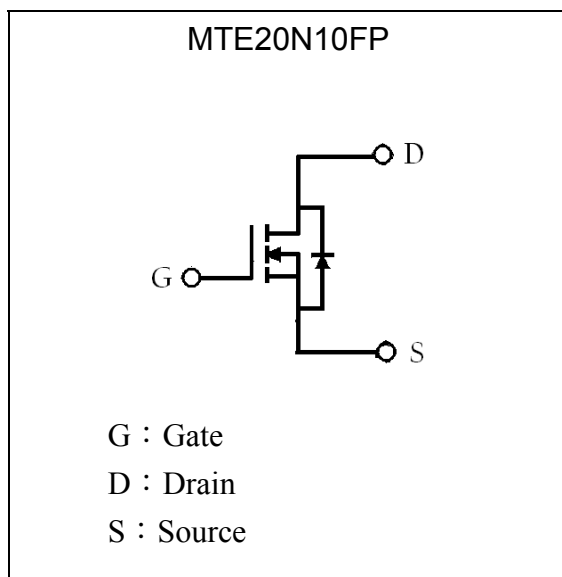 MTE20N10FP
D
G
S
G：Gate
D：Drain
S：Source